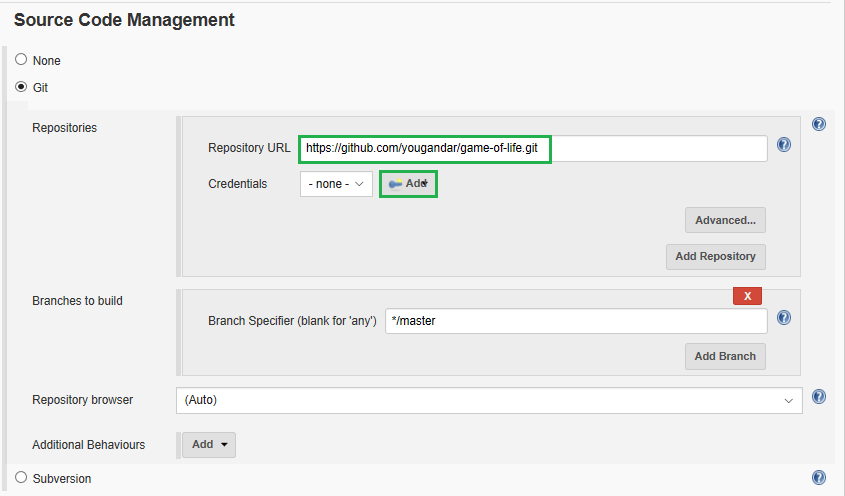 Source Code Management
None
Git
Repositories
Repository URL https://github.com/yougandar/game-of-life.git
Credentials - none - Add
Advanced...
Add Repository
Branches to build
X
Branch Specifier (blank for 'any') */master
Add Branch
Repository browser (Auto)
Additional Behaviours Add
Subversion